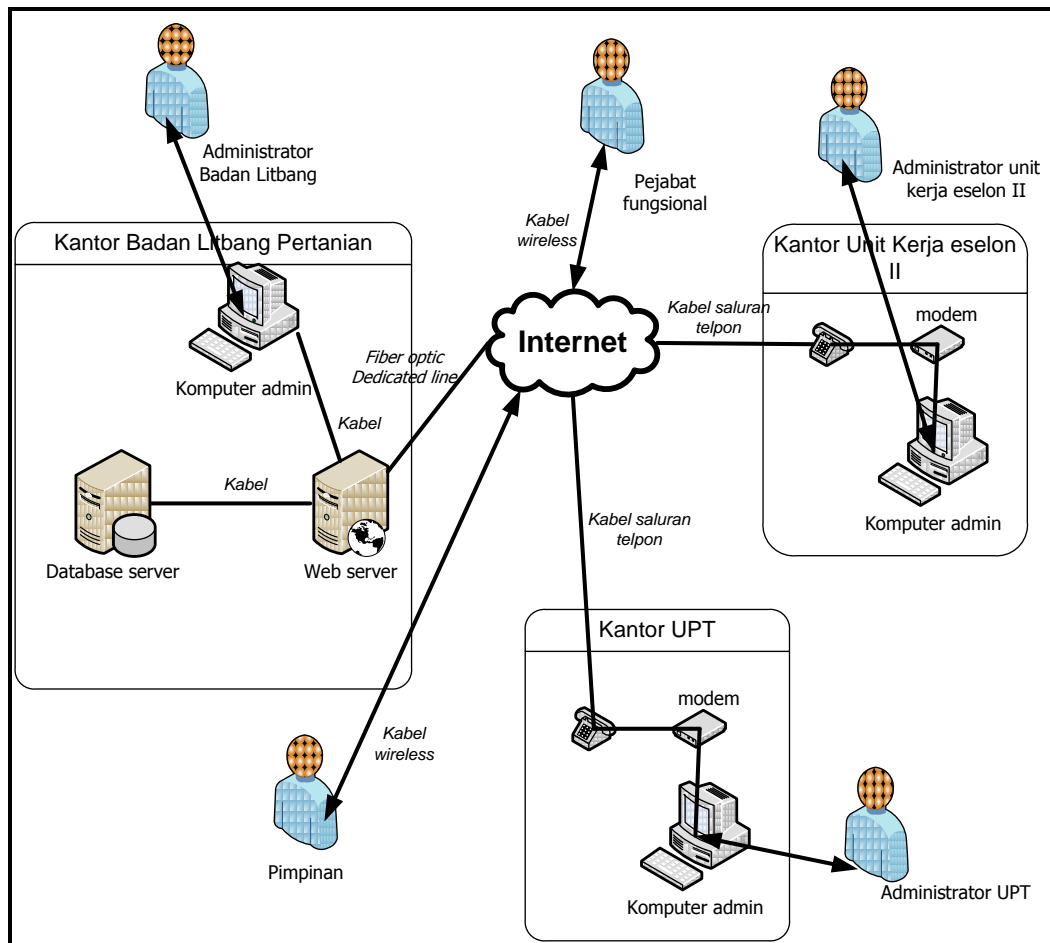 Administrator
Badan Litbang
Pejabat
fungsional
Administrator unit
kerja eselon II
Kantor Badan Litbang Pertanian
Kabel
wireless
Kantor Unit Kerja eselon
II
Kabel saluran
telpon
modem
Internet
Fiber optic
Dedicated line
Komputer admin
Kabel
Kabel
Komputer admin
Kabel saluran
telpon
Database server
Web server
Kantor UPT
modem
Kabel
wireless
Pimpinan
Komputer admin
Administrator UPT